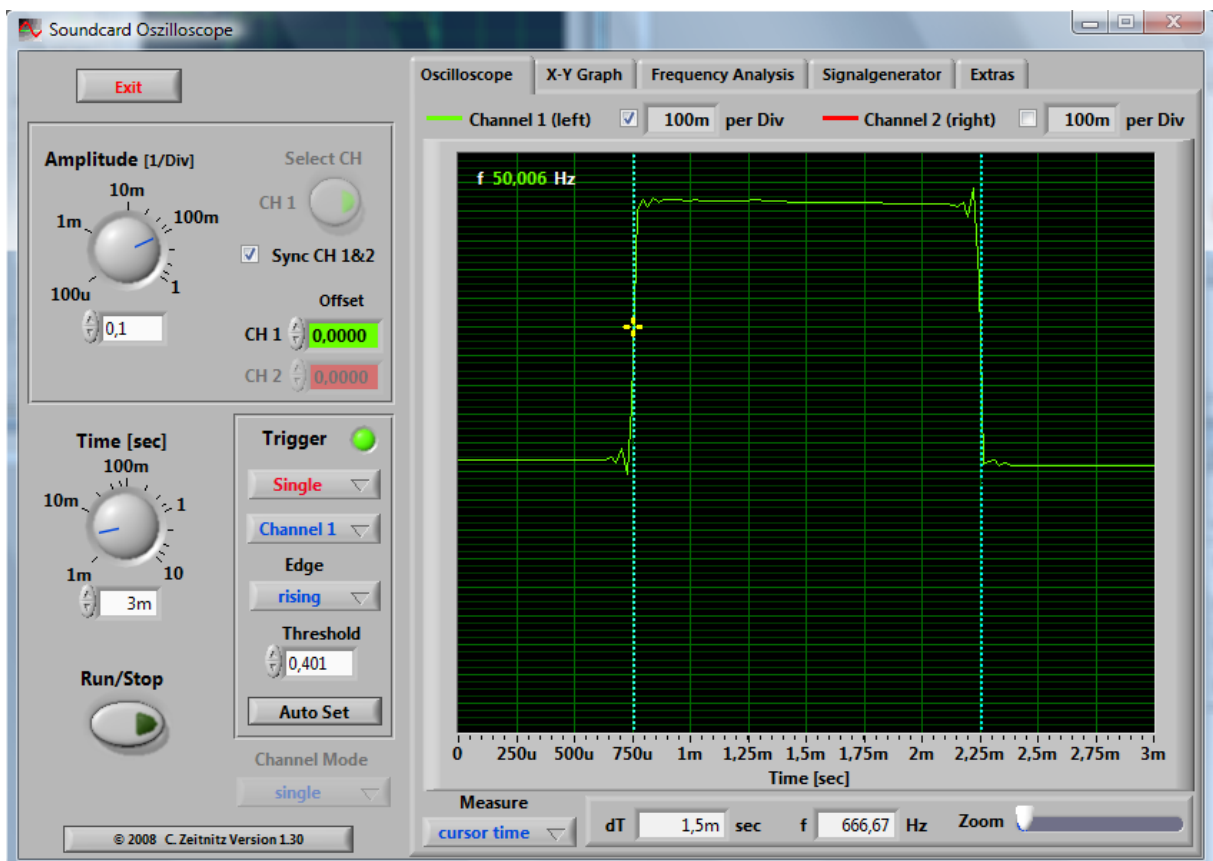 Soundcard Oszilloscope
Exit
Amplitude [1/Div]
100u
1m
10m
100m
1
0,1
Select CH
CH 1
Sync CH 1&2
Offset
CH 1 0,0000
CH 2 0,0000
Time [sec]
1m
10m
100m
1
10
3m
Run/Stop
Trigger
Single
Channel 1
Edge
rising
Threshold
0,401
Auto Set
Channel Mode
single
© 2008 C. Zeitnitz Version 1.30
Oscilloscope X-Y Graph Frequency Analysis Signalgenerator Extras
Channel 1 (left) 100m per Div Channel 2 (right) 100m per Div
f 50,006 Hz
0 250u 500u 750u 1m 1,25m 1,5m 1,75m 2m 2,25m 2,5m 2,75m 3m
Time [sec]
Measure
cursor time
dT 1,5m sec f 666,67 Hz Zoom